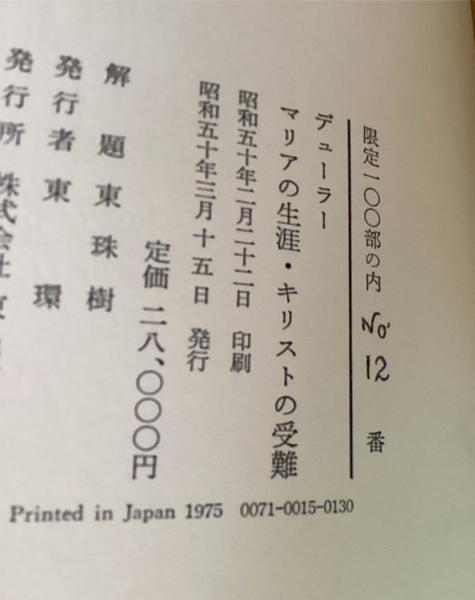 限定一〇〇部の内 No. 12 番
デューラー
マリアの生涯・キリストの受難
昭和五十年二月二十二日 印刷
昭和五十年三月十五日 発行
定価 二八、〇〇〇円
解題 東珠樹
発行者 東環
発行所 株式会社
Printed in Japan 1975 0071-0015-0130